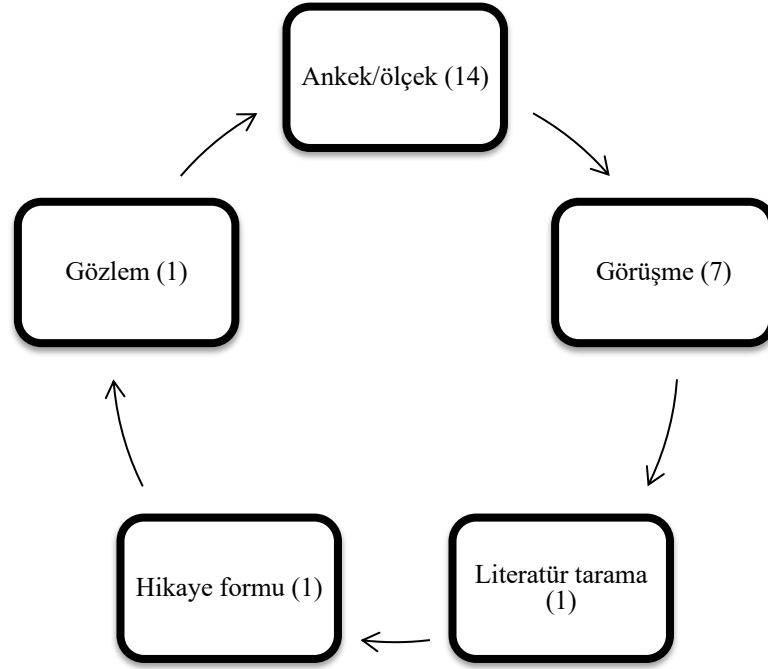 Ankek/ölçek (14)
Görüşme (7)
Literatür tarama
(1)
Hikaye formu (1)
Gözlem (1)